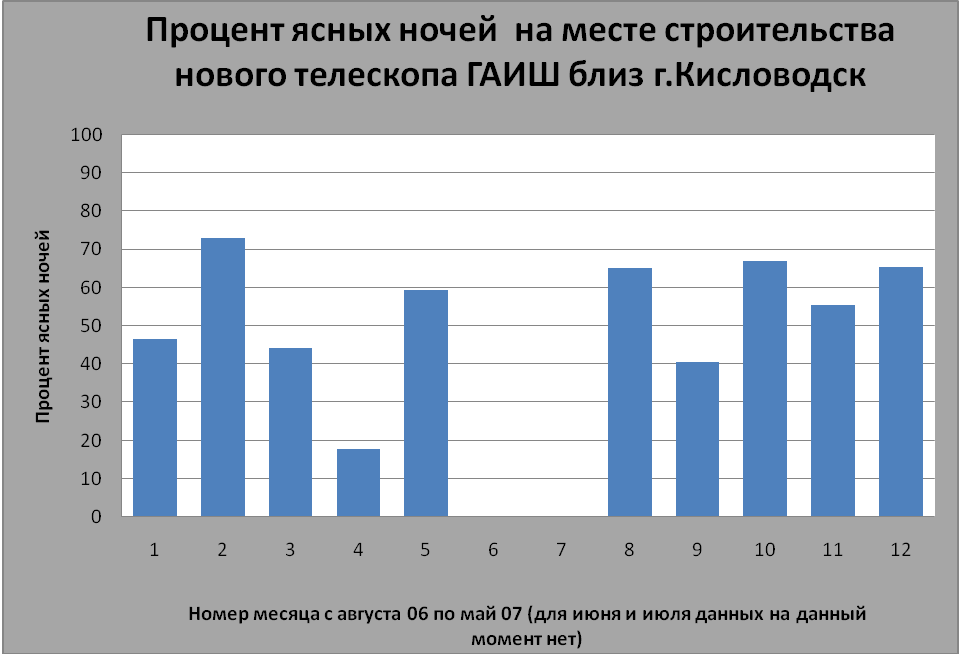 Процент ясных ночей  на месте строительства
нового телескопа ГАИШ близ г.Кисловодск
100
90
80
70
60
50
40
30
20
10
0
Процент ясных ночей
1 2 3 4 5 6 7 8 9 10 11 12
Номер месяца с августа 06 по май 07 (для июня и июля данных на данный
момент нет)